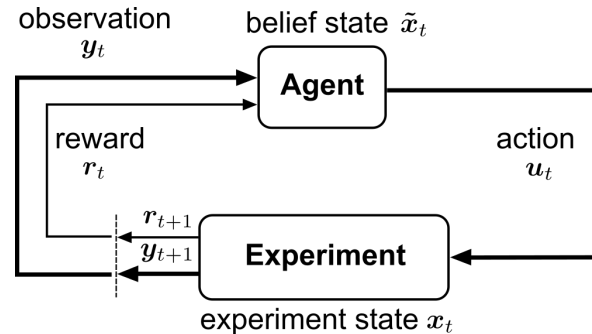 observation
y_t
belief state x̃_t
Agent
reward
r_t
action
u_t
r_{t+1}
y_{t+1}
Experiment
experiment state x_t